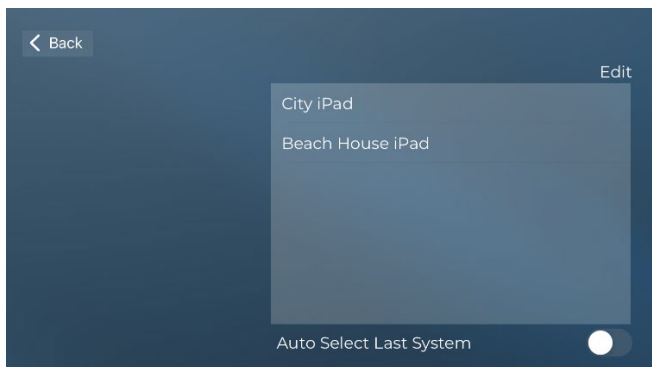 Back
Edit
City iPad
Beach House iPad
Auto Select Last System